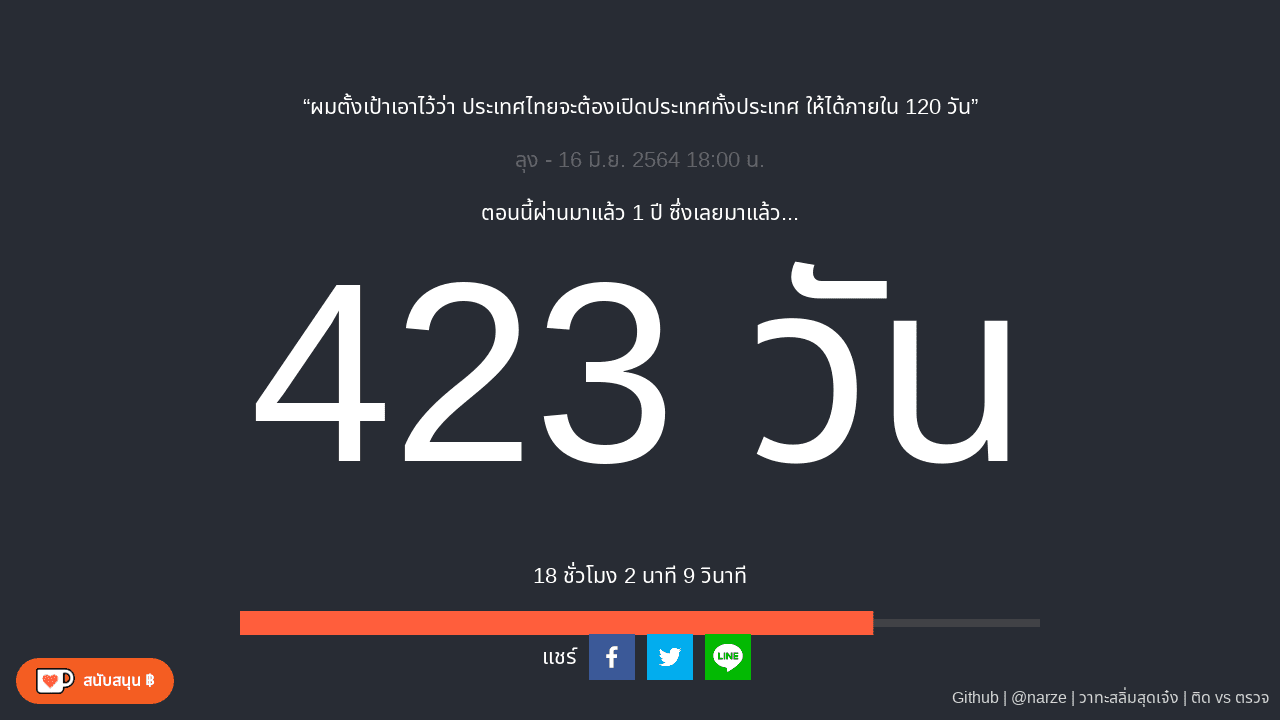 “ผมตั้งเป้าเอาไว้ว่า ประเทศไทยจะต้องเปิดประเทศทั้งประเทศ ให้ได้ภายใน 120 วัน”
ลุง - 16 มิ.ย. 2564 18:00 น.
ตอนนี้ผ่านมาแล้ว 1 ปี ซึ่งเลยมาแล้ว...
423 วัน
18 ชั่วโมง 2 นาที 9 วินาที
แชร์
LINE
สนับสนุน ฿
Github | @narze | วาทะสลิ่มสุดเจ๋ง | ติด vs ตรวจ